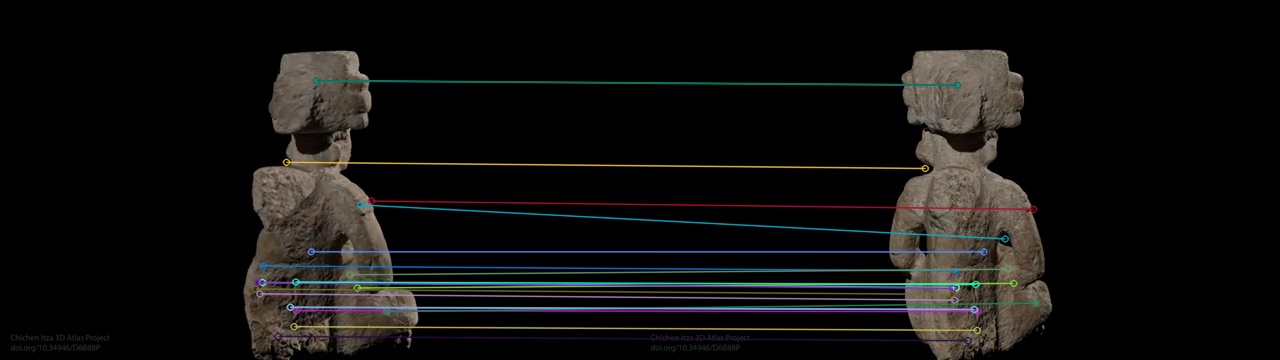 Chichen Itza 3D Atlas Project
doi.org/10.34946/D6B88P
Chichen Itza 3D Atlas Project
doi.org/10.34946/D6B88P